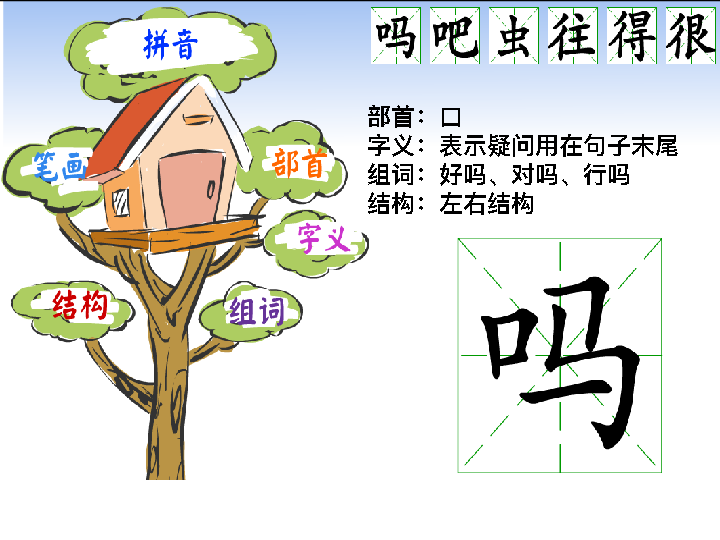 拼音
笔画
部首
字义
结构
组词
吗吧虫往得很
部首：口
字义：表示疑问用在句子末尾
组词：好吗、对吗、行吗
结构：左右结构
吗